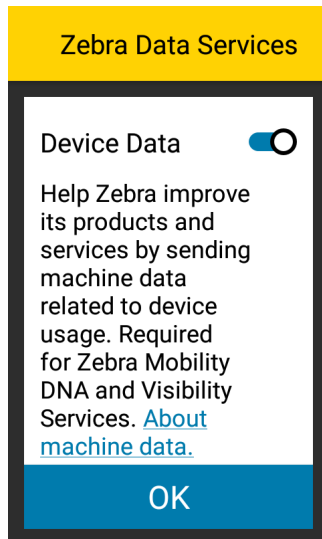 Zebra Data Services
Device Data
Help Zebra improve
its products and
services by sending
machine data
related to device
usage. Required
for Zebra Mobility
DNA and Visibility
Services. About
machine data.
OK